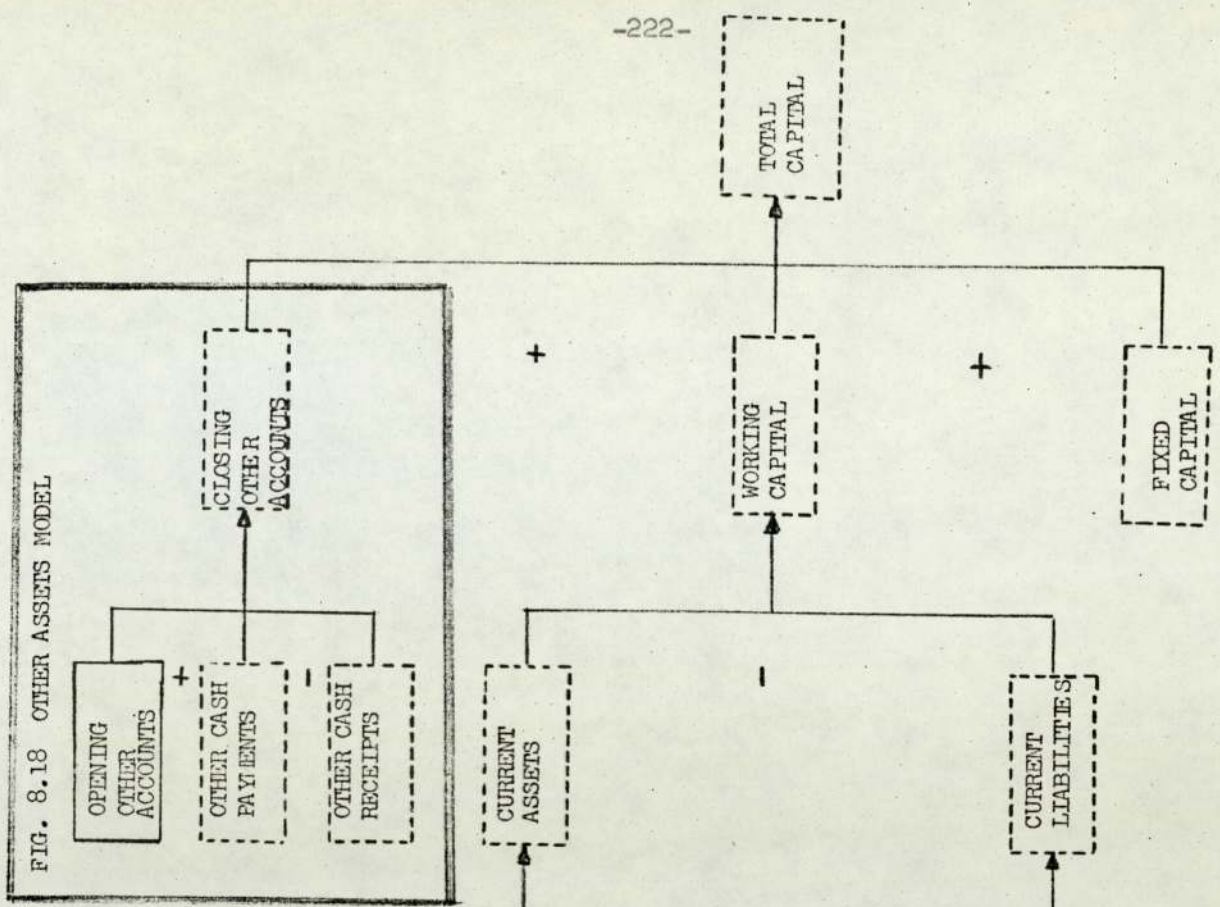 -222-
FIG. 8.18 OTHER ASSETS MODEL
OPENING
OTHER
ACCOUNTS
+
OTHER CASH
PAYMENTS
-
OTHER CASH
RECEIPTS
CLOSING
OTHER
ACCOUNTS
+
CURRENT
ASSETS
-
CURRENT
LIABILITIES
WORKING
CAPITAL
+
FIXED
CAPITAL
TOTAL
CAPITAL